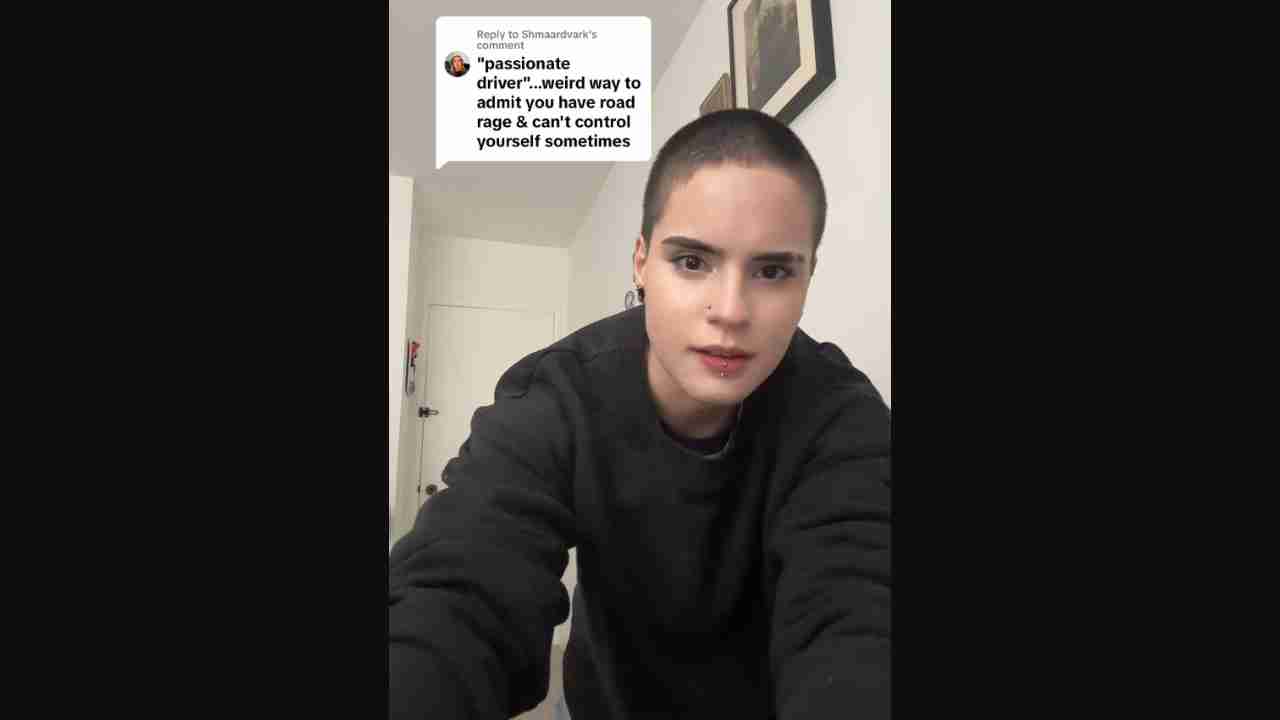 Reply to Shmaardvark's
comment
"passionate
driver"...weird way to
admit you have road
rage & can't control
yourself sometimes